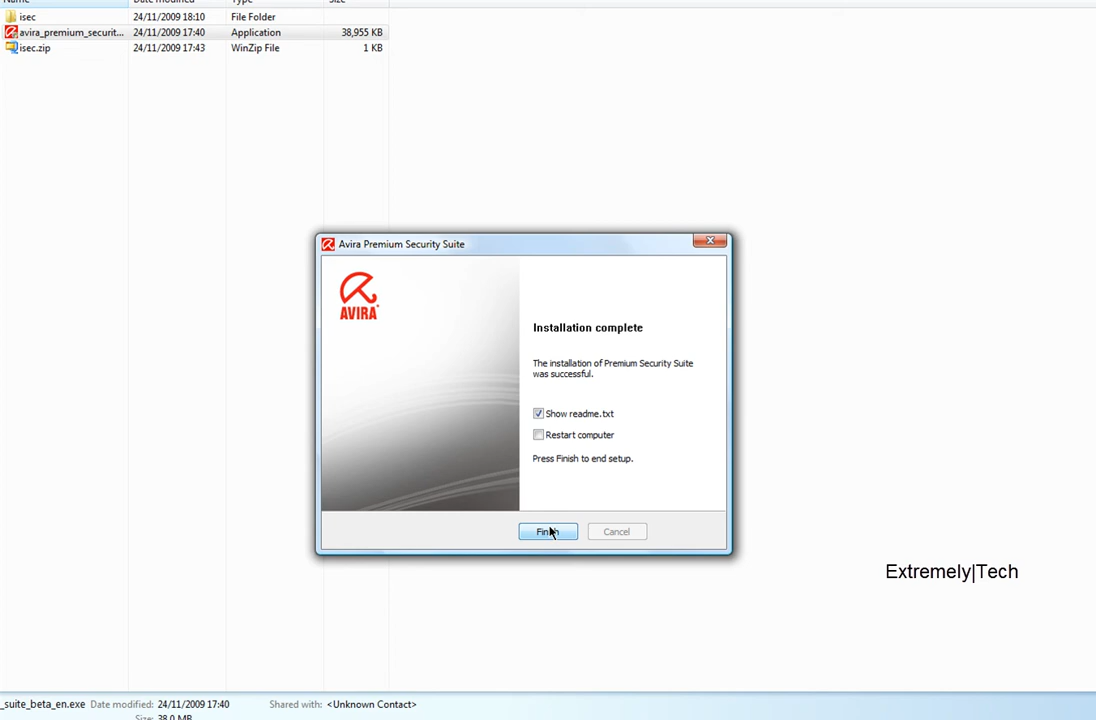 Name Date modified Type Size
isec 24/11/2009 18:10 File Folder
avira_premium_securit... 24/11/2009 17:40 Application 38,955 KB
isec.zip 24/11/2009 17:43 WinZip File 1 KB
Avira Premium Security Suite
AVIRA
Installation complete
The installation of Premium Security Suite
was successful.
Show readme.txt
Restart computer
Press Finish to end setup.
Finish Cancel
Extremely|Tech
_suite_beta_en.exe Date modified: 24/11/2009 17:40 Shared with: <Unknown Contact>
Size: 38.0 MB